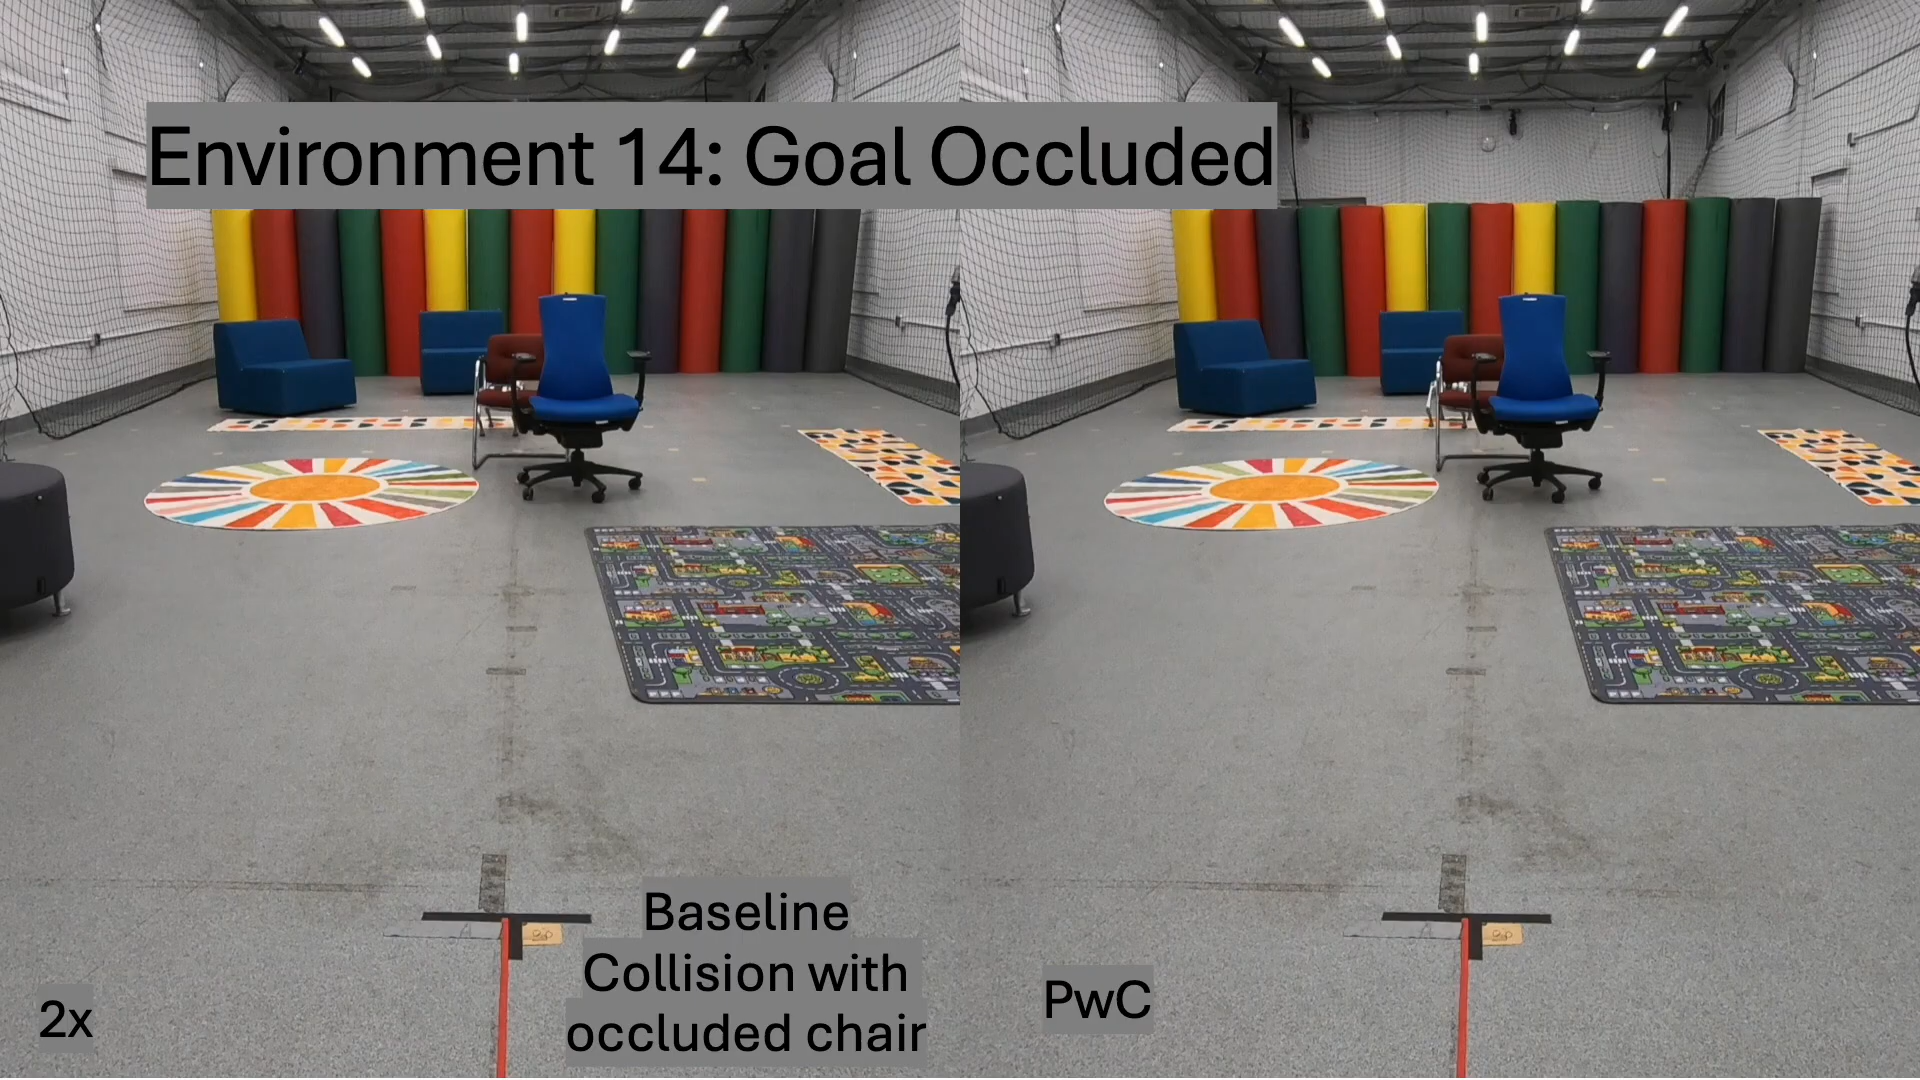 Environment 14: Goal Occluded
Baseline
Collision with
occluded chair
2x
PwC